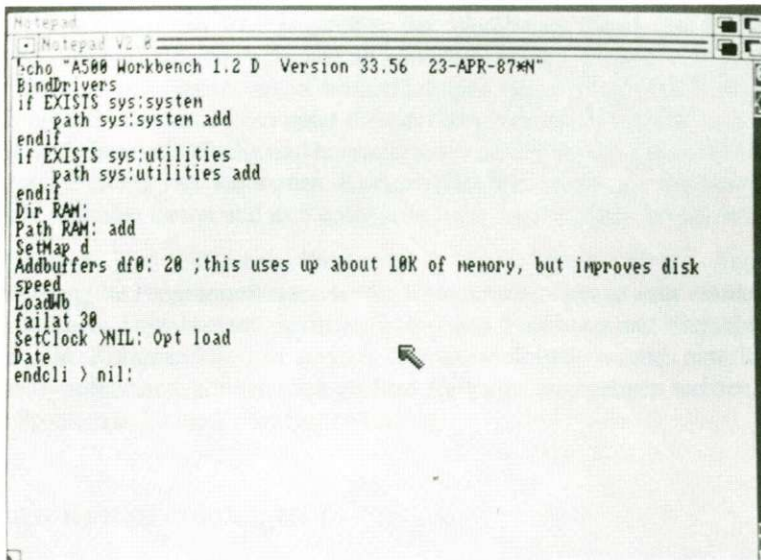 Notepad
Notepad V2.0
Echo "A500 Workbench 1.2 D  Version 33.56  23-APR-87*N"
BindDrivers
if EXISTS sys:system
    path sys:system add
endif
if EXISTS sys:utilities
    path sys:utilities add
endif
Dir RAM:
Path RAM: add
SetMap d
Addbuffers df0: 20 ;this uses up about 10K of memory, but improves disk
speed
LoadWb
failat 30
SetClock >NIL: Opt load
Date
endcli > nil: